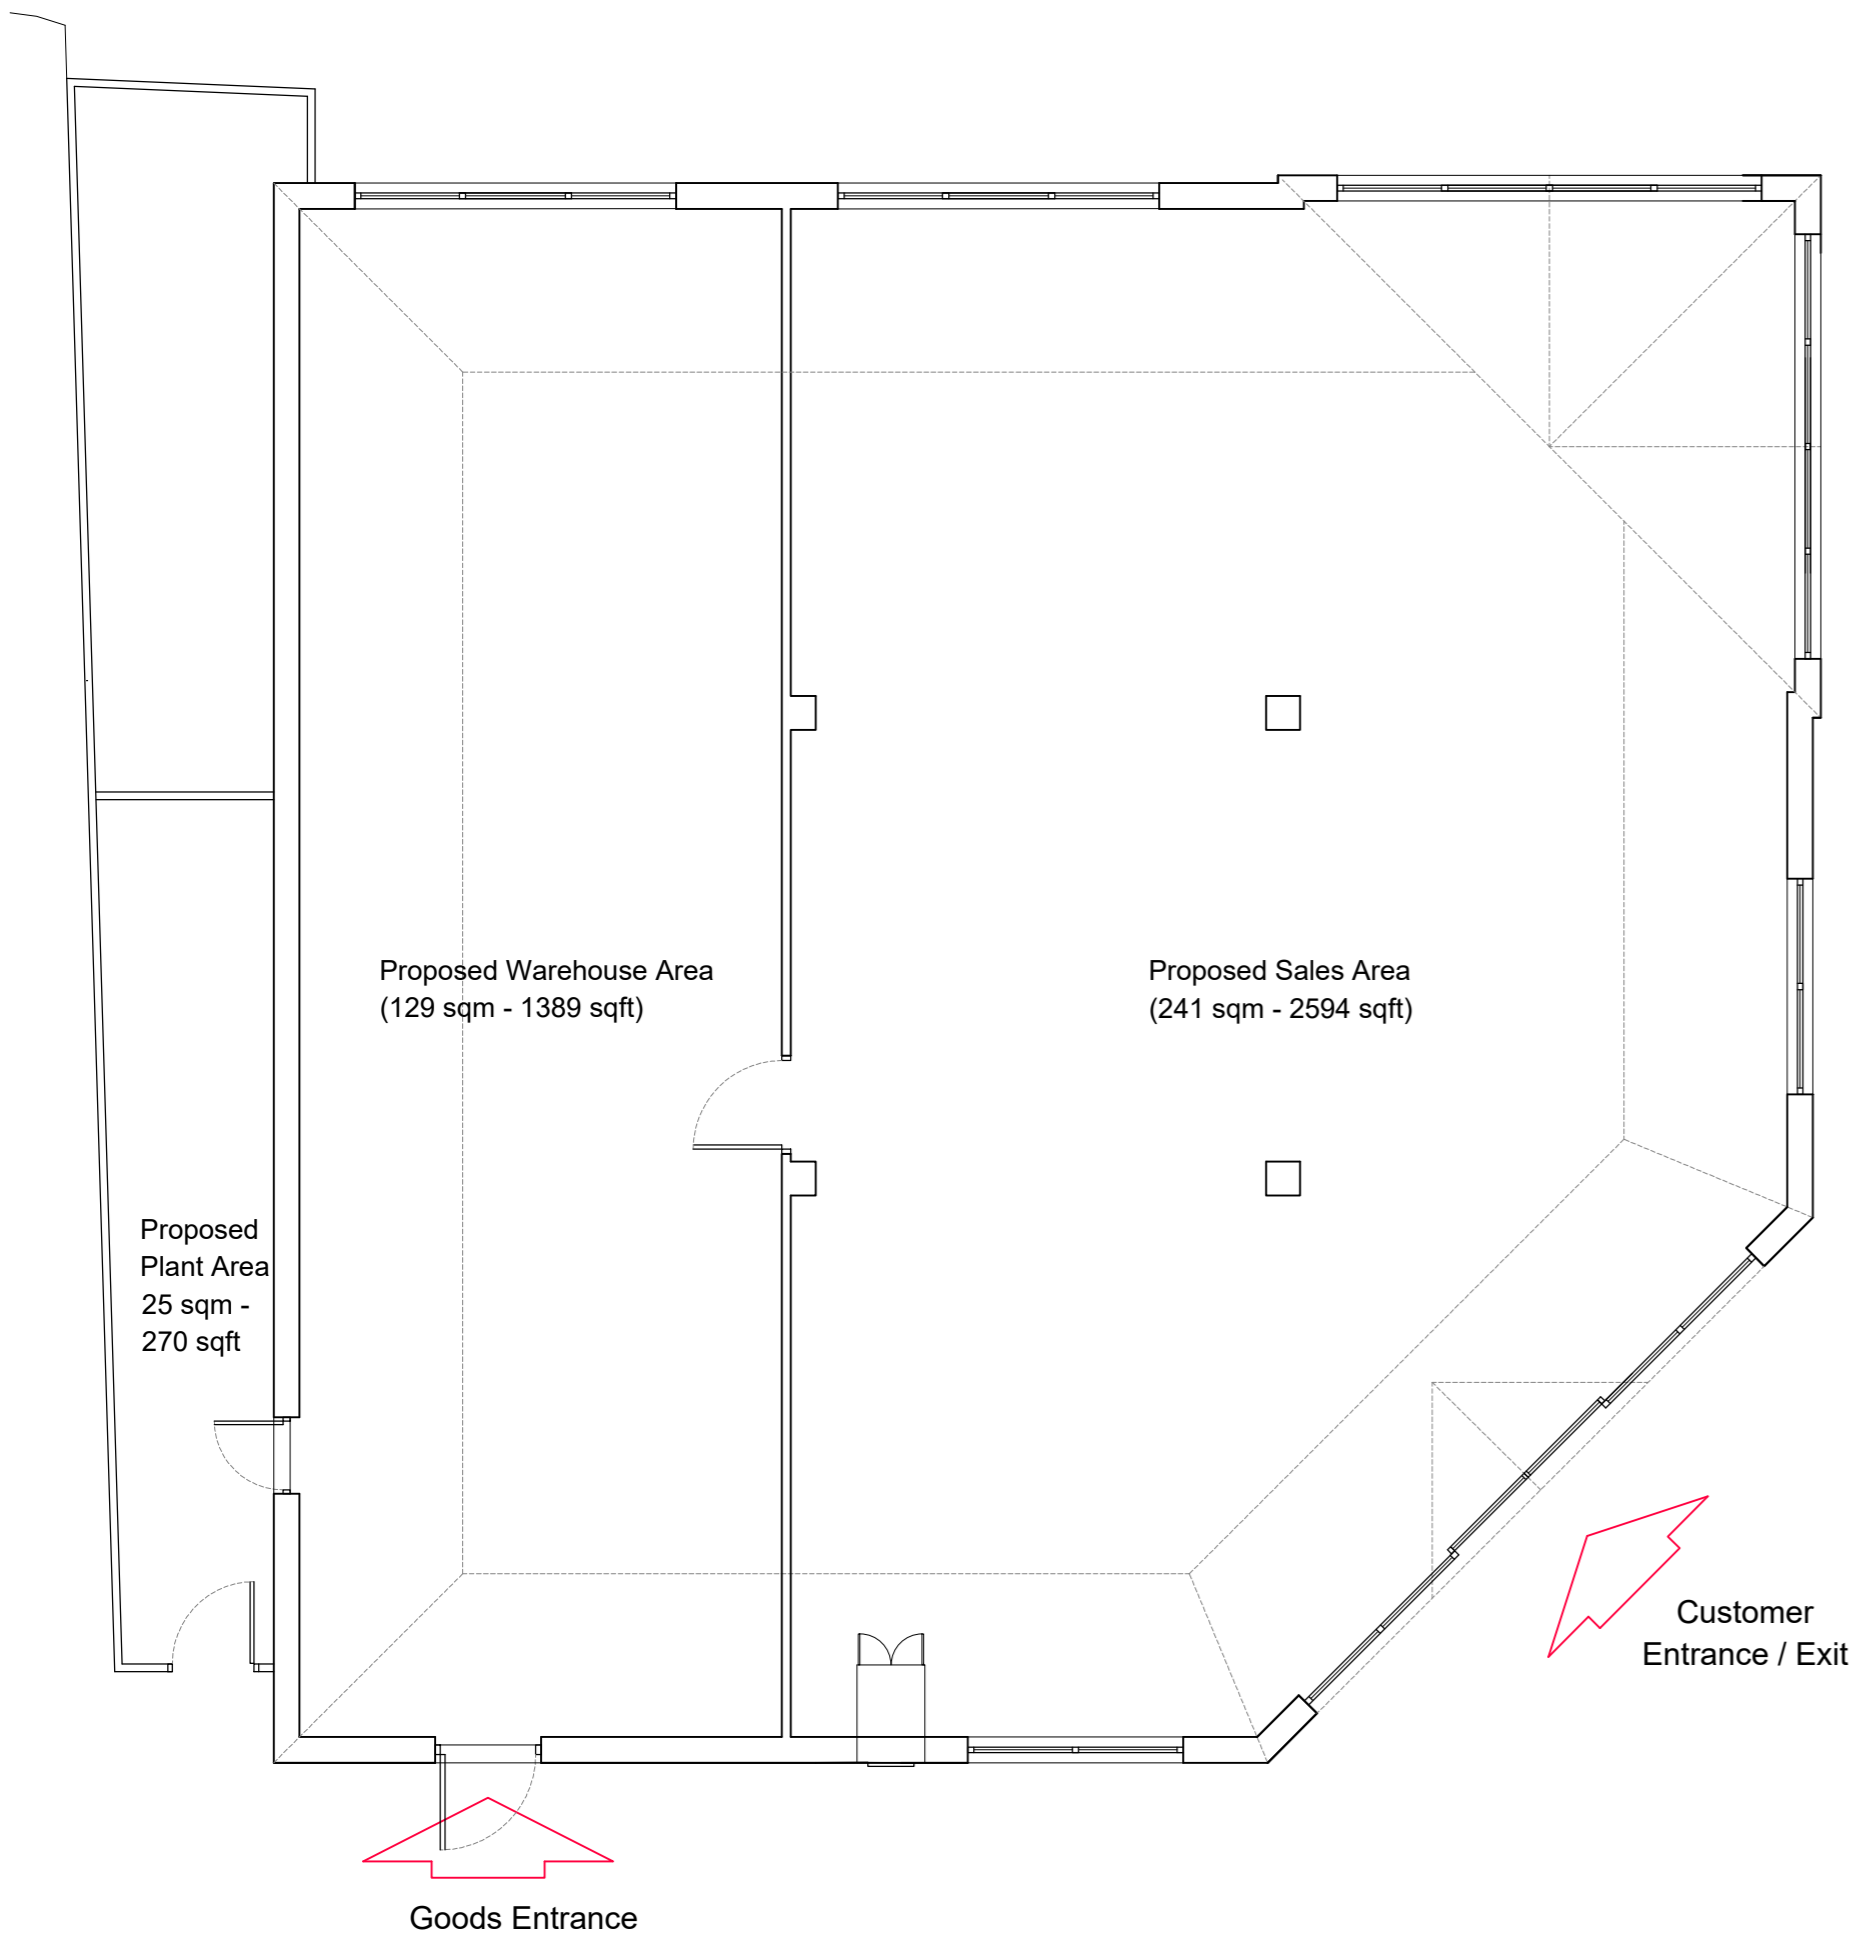 Proposed Warehouse Area
(129 sqm - 1389 sqft)
Proposed Sales Area
(241 sqm - 2594 sqft)
Proposed
Plant Area
25 sqm -
270 sqft
Customer
Entrance / Exit
Goods Entrance